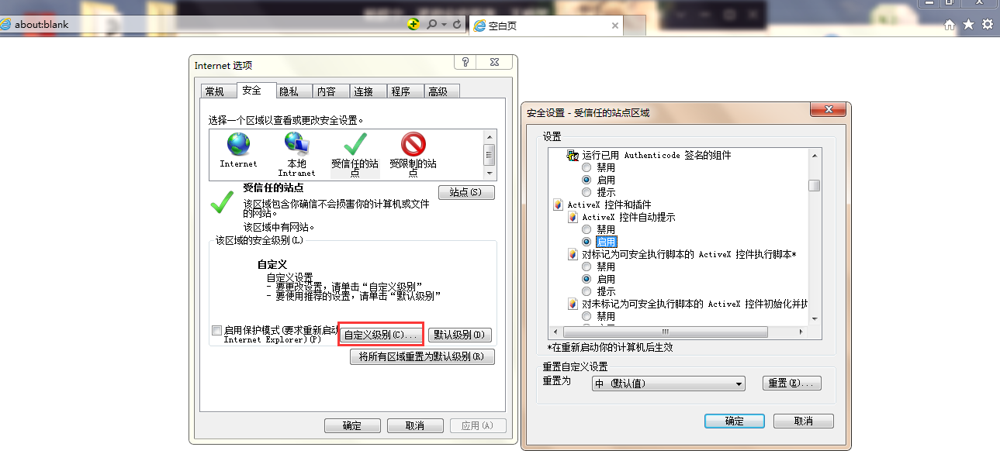 about:blank
空白页
Internet 选项
常规 安全 隐私 内容 连接 程序 高级
选择一个区域以查看或更改安全设置。
Internet
本地
Intranet
受信任的站
点
受限制的站
点
受信任的站点
站点(S)
该区域包含你确信不会损害你的计算机或文件
的网站。
该区域中有网站。
该区域的安全级别(L)
自定义
自定义设置
- 要更改设置，请单击“自定义级别”
- 要使用推荐的设置，请单击“默认级别”
启用保护模式(要求重新启动
Internet Explorer)(P)
自定义级别(C)...
默认级别(D)
将所有区域重置为默认级别(R)
确定 取消 应用(A)
安全设置 - 受信任的站点区域
设置
运行已用 Authenticode 签名的组件
禁用
启用
提示
ActiveX 控件和插件
ActiveX 控件自动提示
禁用
启用
对标记为可安全执行脚本的 ActiveX 控件执行脚本*
禁用
启用
提示
对未标记为可安全执行脚本的 ActiveX 控件初始化并执
禁用
*在重新启动你的计算机后生效
重置自定义设置
重置为
中 (默认值)
重置(E)...
确定 取消